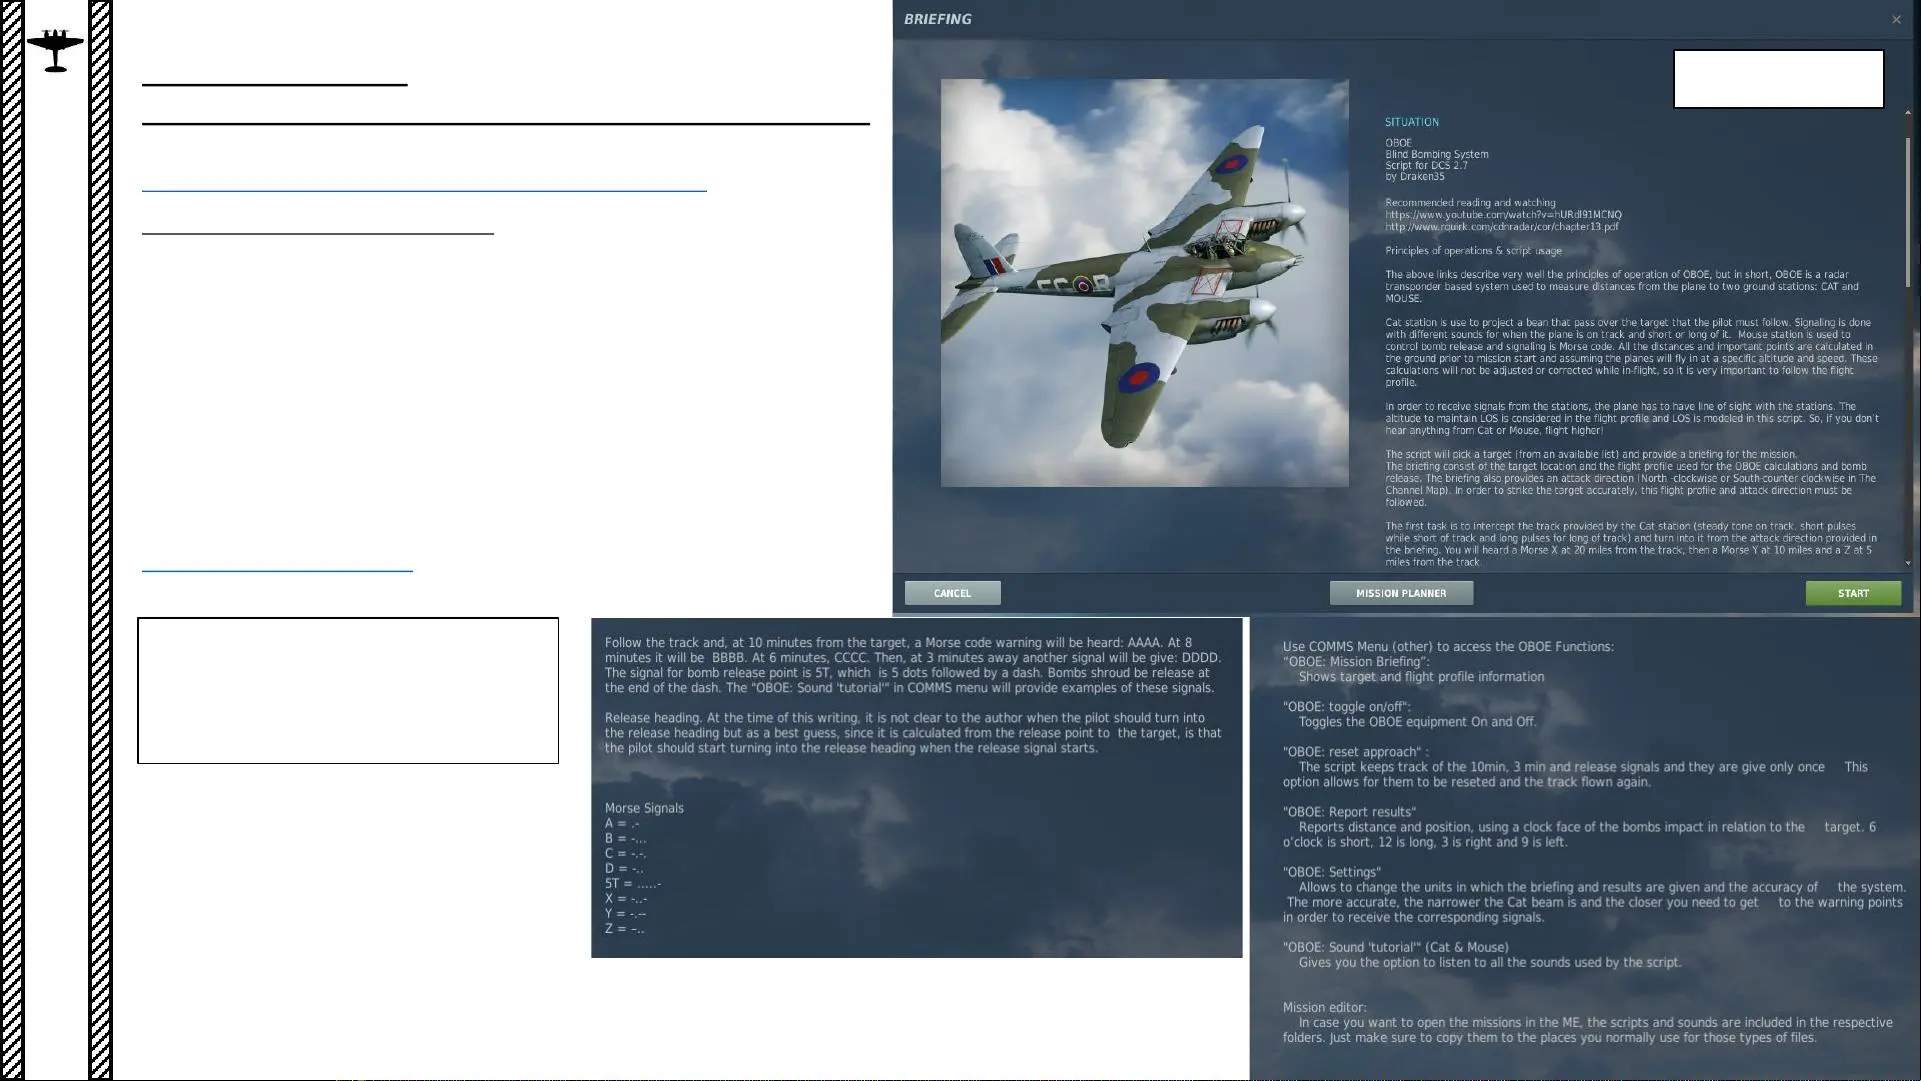 BRIEFING
SITUATION
OBOE
Blind Bombing System
Script for DCS 2.7
by Draken35
Recommended reading and watching
https://www.youtube.com/watch?v=hURdl91MCNQ
http://www.rquirk.com/cdnradar/cor/chapter13.pdf
Principles of operations & script usage
The above links describe very well the principles of operation of OBOE, but in short, OBOE is a radar
transponder based system used to measure distances from the plane to two ground stations: CAT and
MOUSE.
Cat station is use to project a bean that pass over the target that the pilot must follow. Signaling is done
with different sounds for when the plane is on track and short or long of it.  Mouse station is used to
control bomb release and signaling is Morse code. All the distances and important points are calculated in
the ground prior to mission start and assuming the planes will fly in at a specific altitude and speed. These
calculations will not be adjusted or corrected while in-flight, so it is very important to follow the flight
profile.
In order to receive signals from the stations, the plane has to have line of sight with the stations. The
altitude to maintain LOS is considered in the flight profile and LOS is modeled in this script. So, if you don't
hear anything from Cat or Mouse, flight higher!
The script will pick a target (from an available list) and provide a briefing for the mission.
The briefing consist of the target location and the flight profile used for the OBOE calculations and bomb
release. The briefing also provides an attack direction (North -clockwise or South-counter clockwise in The
Channel Map). In order to strike the target accurately, this flight profile and attack direction must be
followed.
The first task is to intercept the track provided by the Cat station (steady tone on track, short pulses
while short of track and long pulses for long of track) and turn into it from the attack direction provided in
the briefing. You will heard a Morse X at 20 miles from the track, then a Morse Y at 10 miles and a Z at 5
miles from the track.
CANCEL
MISSION PLANNER
START
Follow the track and, at 10 minutes from the target, a Morse code warning will be heard: AAAA. At 8
minutes it will be  BBBB. At 6 minutes, CCCC. Then, at 3 minutes away another signal will be give: DDDD.
The signal for bomb release point is 5T, which  is 5 dots followed by a dash. Bombs shroud be release at
the end of the dash. The "OBOE: Sound 'tutorial'" in COMMS menu will provide examples of these signals.
Release heading. At the time of this writing, it is not clear to the author when the pilot should turn into
the release heading but as a best guess, since it is calculated from the release point to  the target, is that
the pilot should start turning into the release heading when the release signal starts.
Morse Signals
A = .-
B = -...
C = -.-.
D = -..
5T = .....-
X = -..-
Y = -.--
Z = --..
Use COMMS Menu (other) to access the OBOE Functions:
"OBOE: Mission Briefing":
Shows target and flight profile information
"OBOE: toggle on/off":
Toggles the OBOE equipment On and Off.
"OBOE: reset approach" :
The script keeps track of the 10min, 3 min and release signals and they are give only once     This
option allows for them to be reseted and the track flown again.
"OBOE: Report results"
Reports distance and position, using a clock face of the bombs impact in relation to the     target. 6
o'clock is short, 12 is long, 3 is right and 9 is left.
"OBOE: Settings"
Allows to change the units in which the briefing and results are given and the accuracy of     the system.
The more accurate, the narrower the Cat beam is and the closer you need to get     to the warning points
in order to receive the corresponding signals.
"OBOE: Sound 'tutorial'" (Cat & Mouse)
Gives you the option to listen to all the sounds used by the script.
Mission editor:
In case you want to open the missions in the ME, the scripts and sounds are included in the respective
folders. Just make sure to copy them to the places you normally use for those types of files.